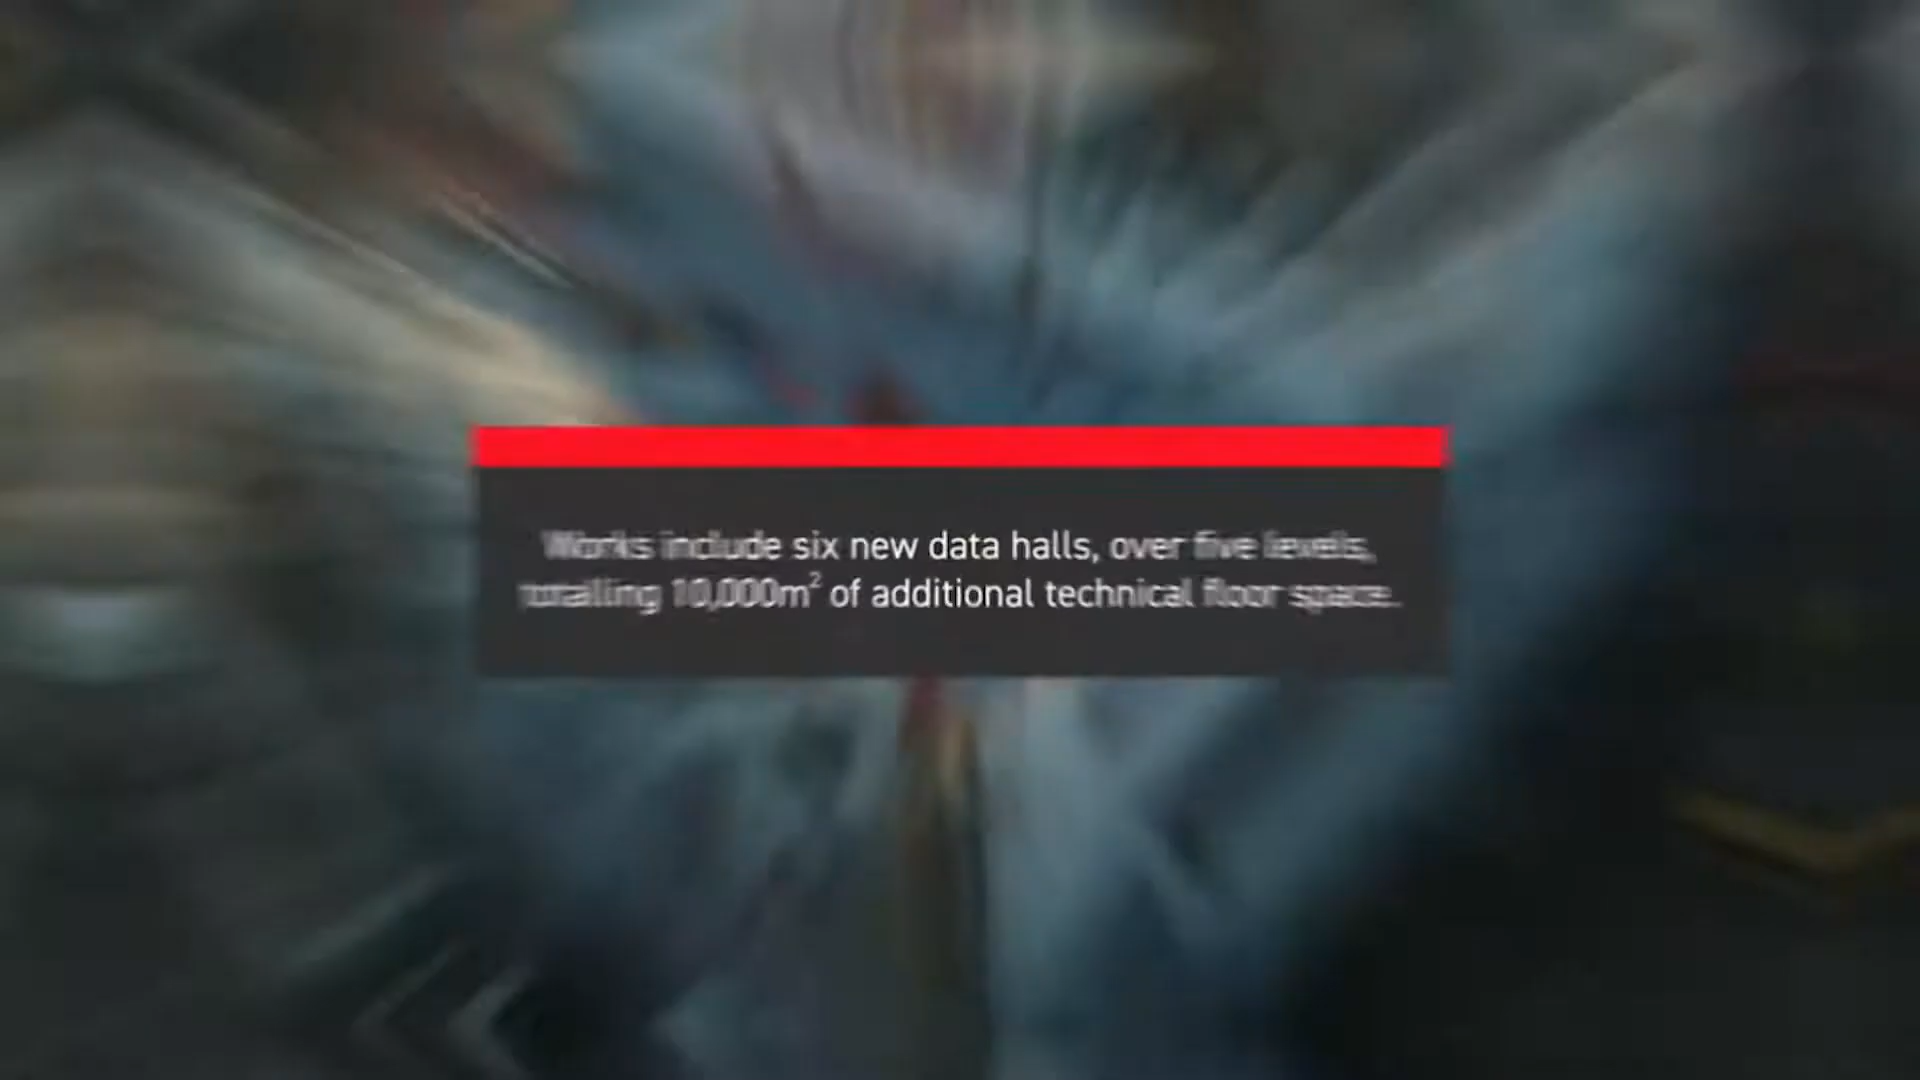 Works include six new data halls, over five levels,
totalling 10,000m² of additional technical floor space.